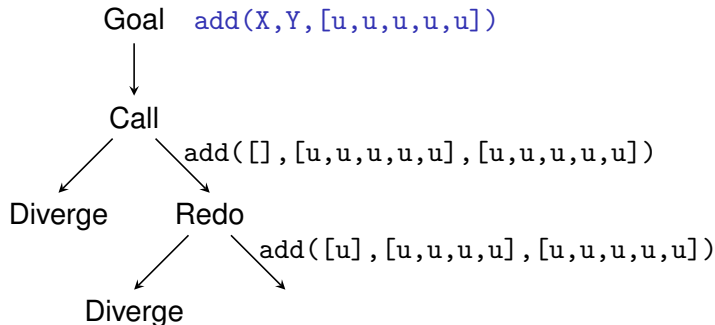 Goal add(X,Y,[u,u,u,u,u])
Call
add([],[u,u,u,u,u],[u,u,u,u,u])
Diverge Redo
add([u],[u,u,u,u],[u,u,u,u,u])
Diverge